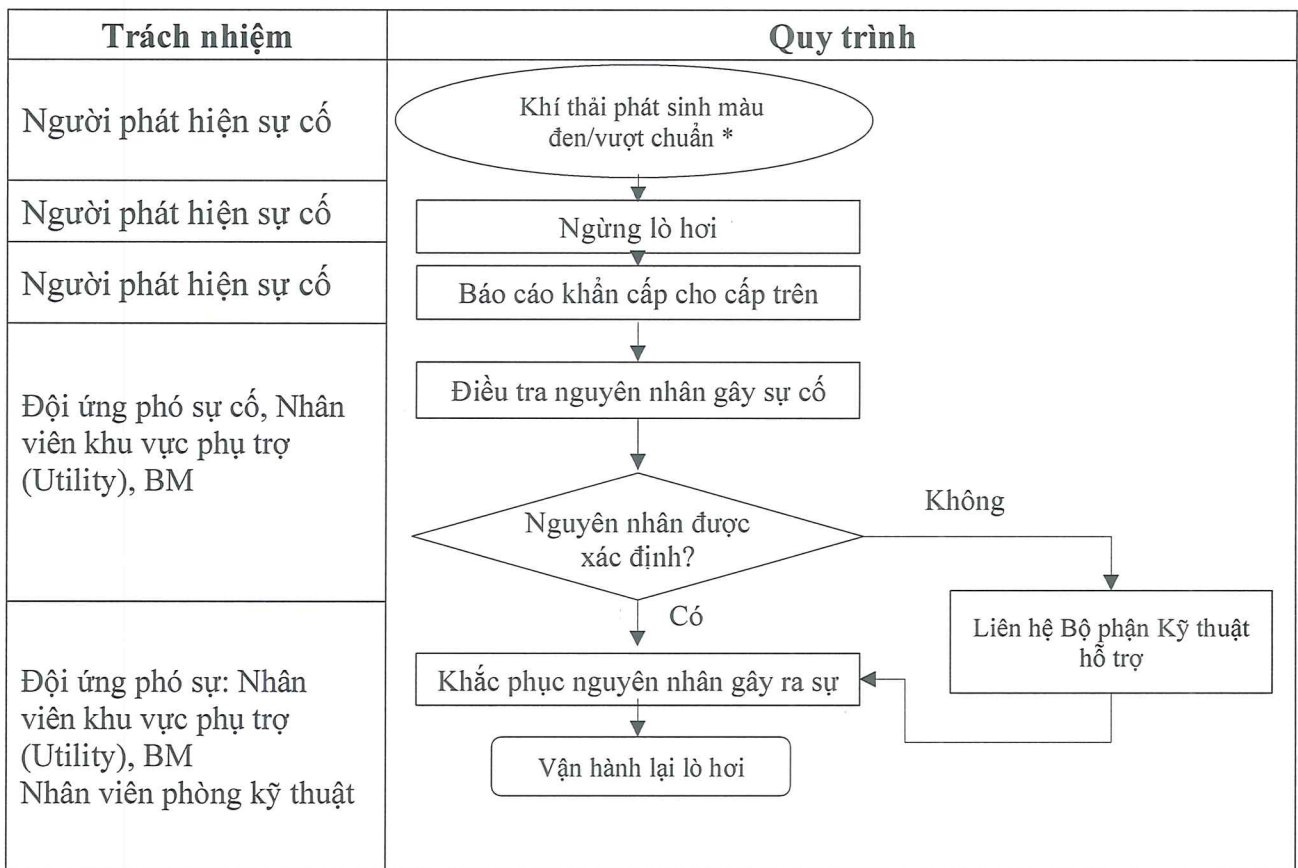 Trách nhiệm
Quy trình
Người phát hiện sự cố
Khí thải phát sinh màu
đen/vượt chuẩn *
Người phát hiện sự cố
Ngừng lò hơi
Người phát hiện sự cố
Báo cáo khẩn cấp cho cấp trên
Đội ứng phó sự cố, Nhân
viên khu vực phụ trợ
(Utility), BM
Điều tra nguyên nhân gây sự cố
Nguyên nhân được
xác định?
Không
Có
Liên hệ Bộ phận Kỹ thuật
hỗ trợ
Đội ứng phó sự: Nhân
viên khu vực phụ trợ
(Utility), BM
Nhân viên phòng kỹ thuật
Khắc phục nguyên nhân gây ra sự
Vận hành lại lò hơi